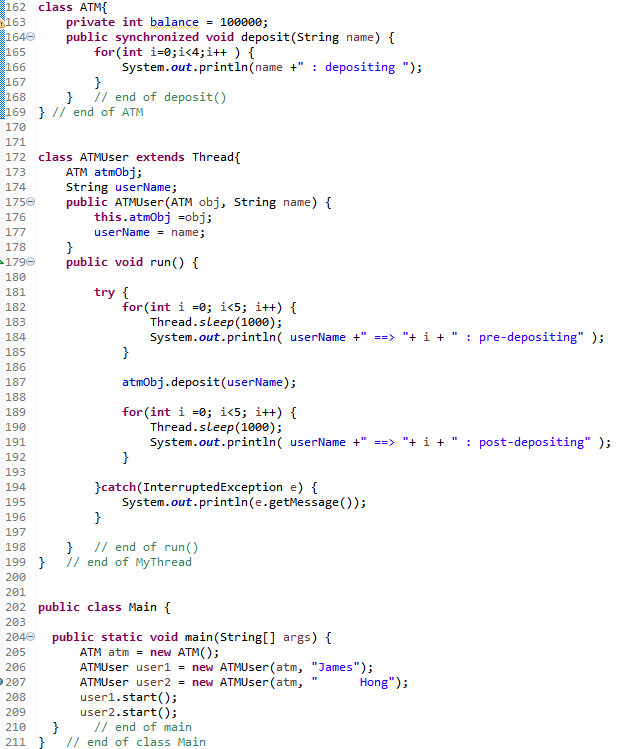 162 class ATM{
163     private int balance = 100000;
164     public synchronized void deposit(String name) {
165         for(int i=0;i<4;i++ ) {
166             System.out.println(name +" : depositing ");
167         }
168     }   // end of deposit()
169 } // end of ATM
170
171
172 class ATMUser extends Thread{
173     ATM atmObj;
174     String userName;
175     public ATMUser(ATM obj, String name) {
176         this.atmObj =obj;
177         userName = name;
178     }
179     public void run() {
180
181         try {
182             for(int i =0; i<5; i++) {
183                 Thread.sleep(1000);
184                 System.out.println( userName +" ==> "+ i + " : pre-depositing" );
185             }
186
187             atmObj.deposit(userName);
188
189             for(int i =0; i<5; i++) {
190                 Thread.sleep(1000);
191                 System.out.println( userName +" ==> "+ i + " : post-depositing" );
192             }
193
194         }catch(InterruptedException e) {
195             System.out.println(e.getMessage());
196         }
197
198     }   // end of run()
199 }   // end of MyThread
200
201
202 public class Main {
203
204   public static void main(String[] args) {
205       ATM atm = new ATM();
206       ATMUser user1 = new ATMUser(atm, "James");
207       ATMUser user2 = new ATMUser(atm, "      Hong");
208       user1.start();
209       user2.start();
210   }     // end of main
211 }   // end of class Main